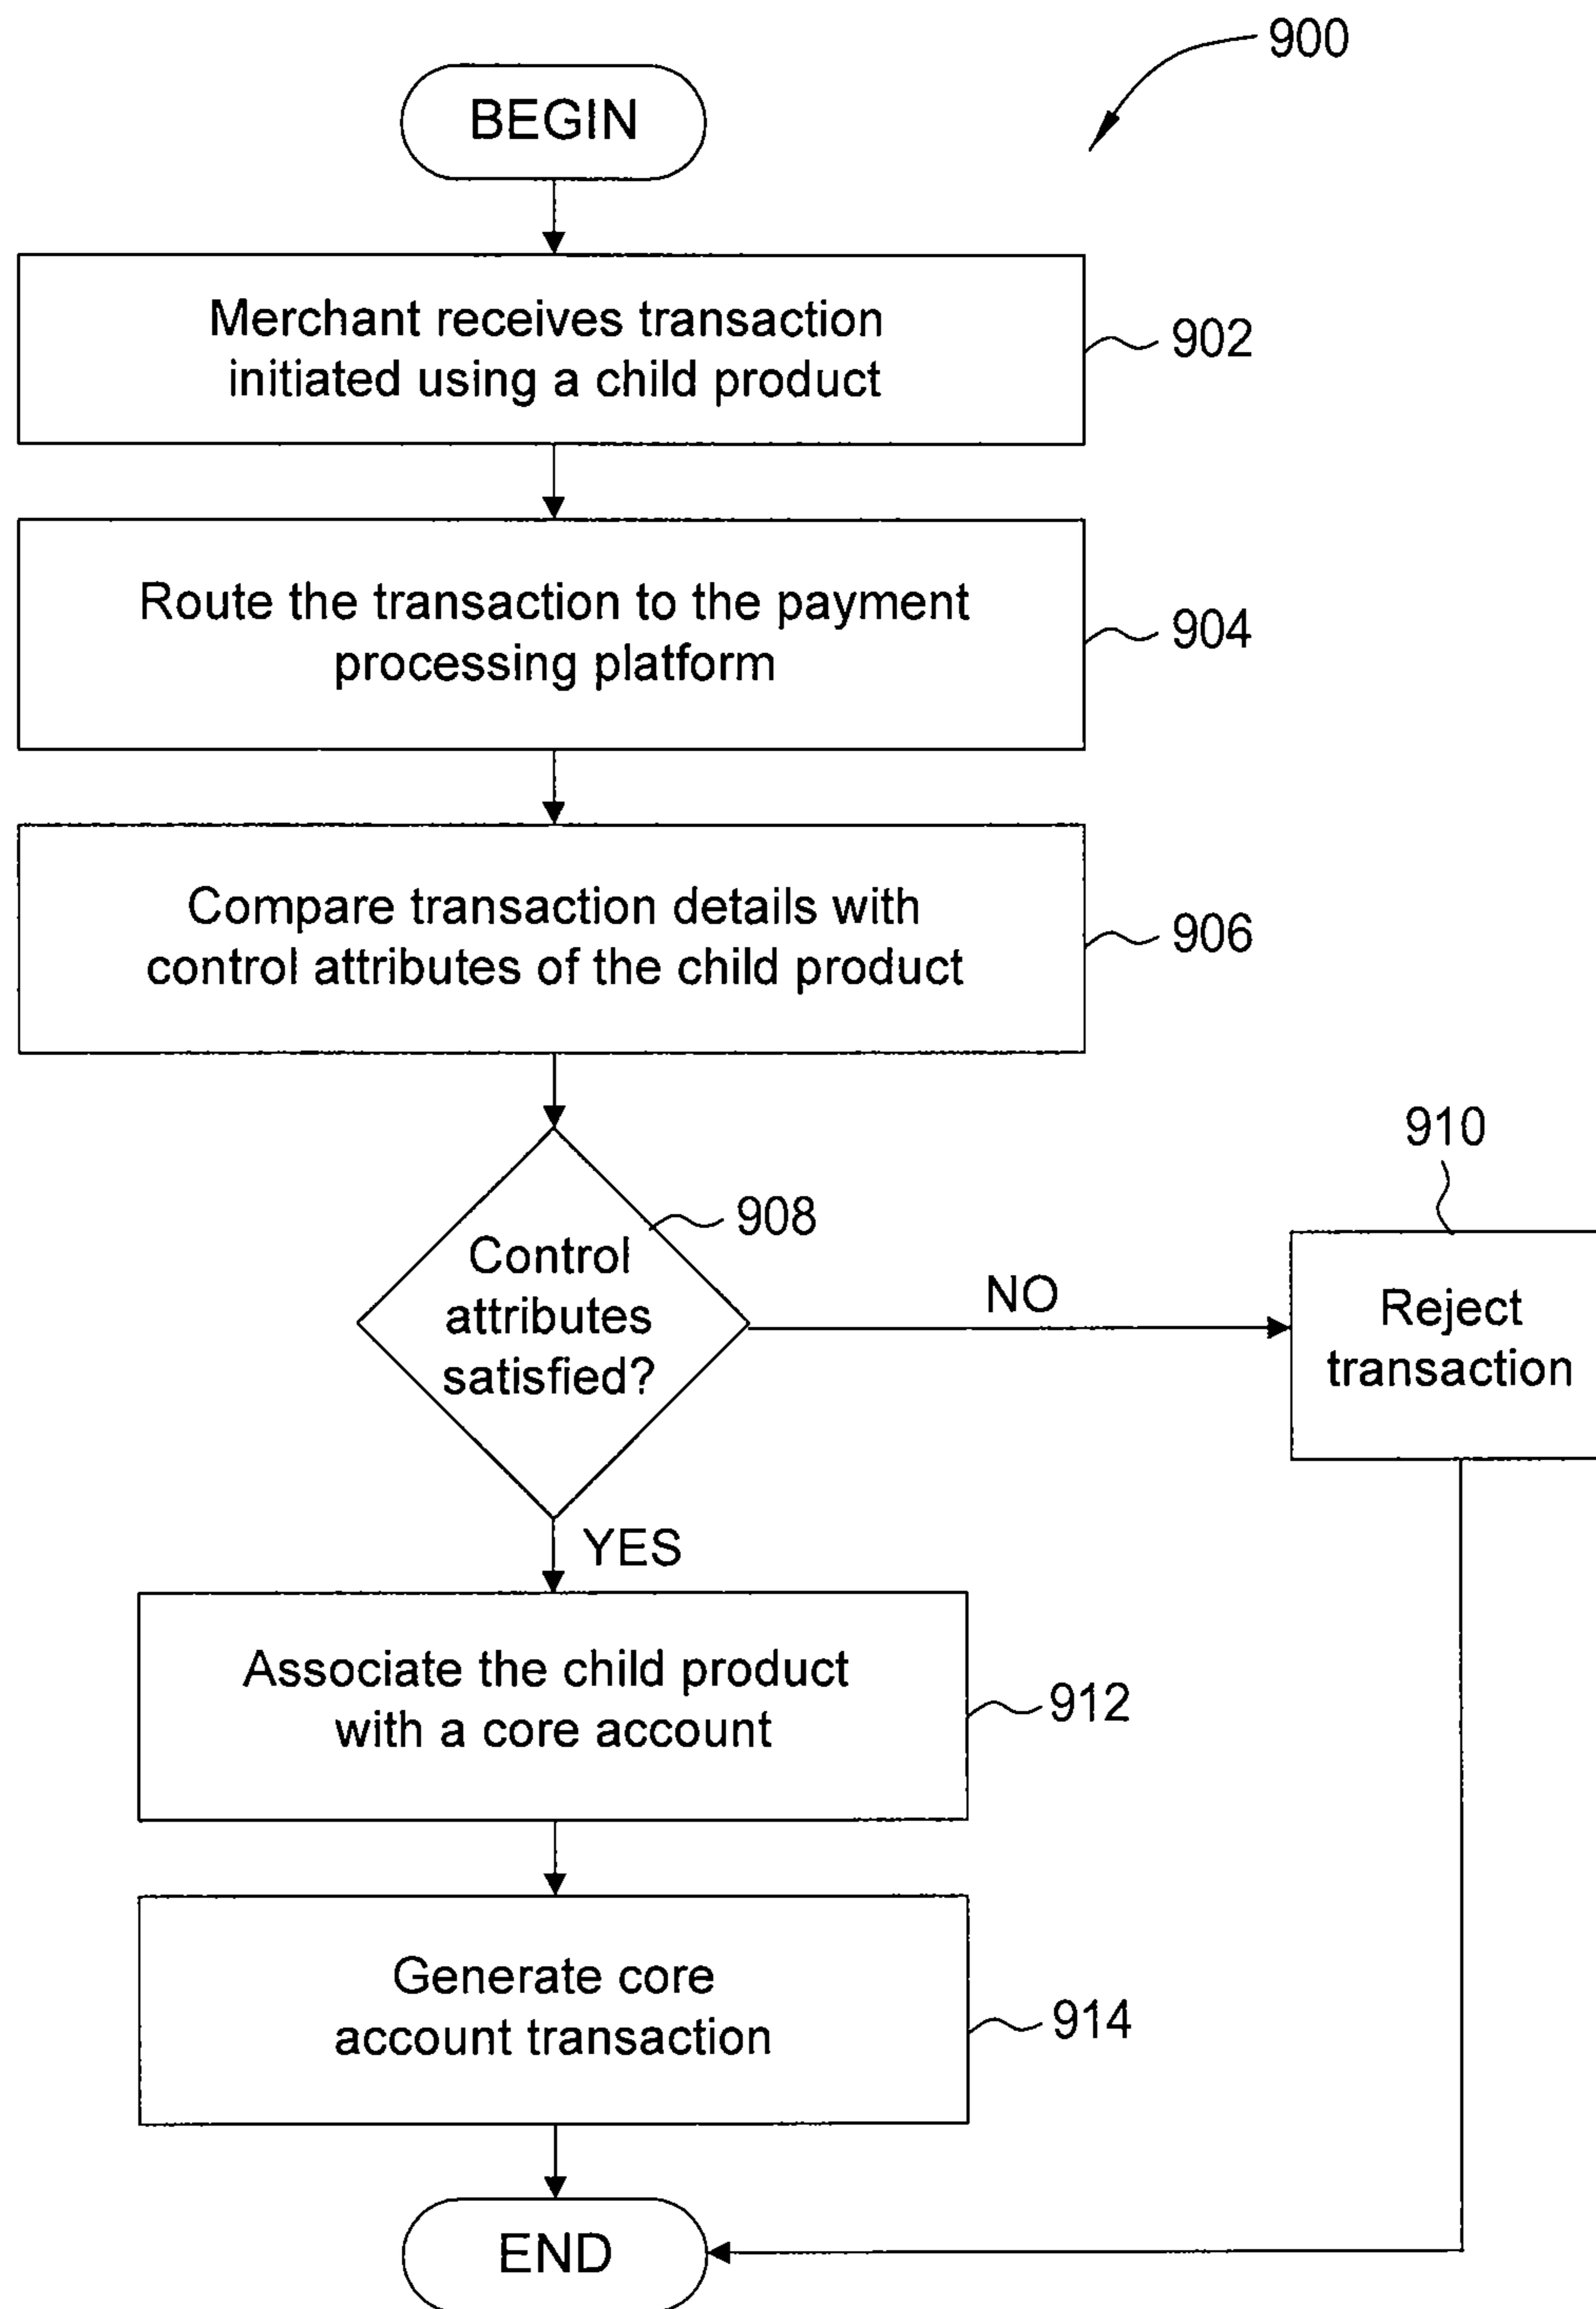 900
BEGIN
Merchant receives transaction
initiated using a child product
902
Route the transaction to the payment
processing platform
904
Compare transaction details with
control attributes of the child product
906
908
Control
attributes
satisfied?
NO
910
Reject
transaction
YES
Associate the child product
with a core account
912
Generate core
account transaction
914
END